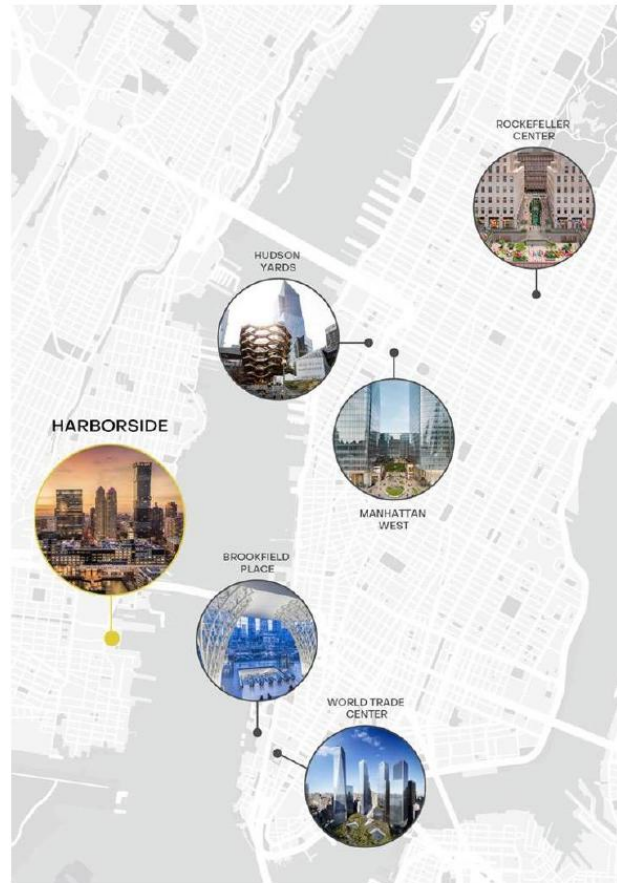 ROCKEFELLER
CENTER
HUDSON
YARDS
HARBORSIDE
MANHATTAN
WEST
BROOKFIELD
PLACE
WORLD TRADE
CENTER